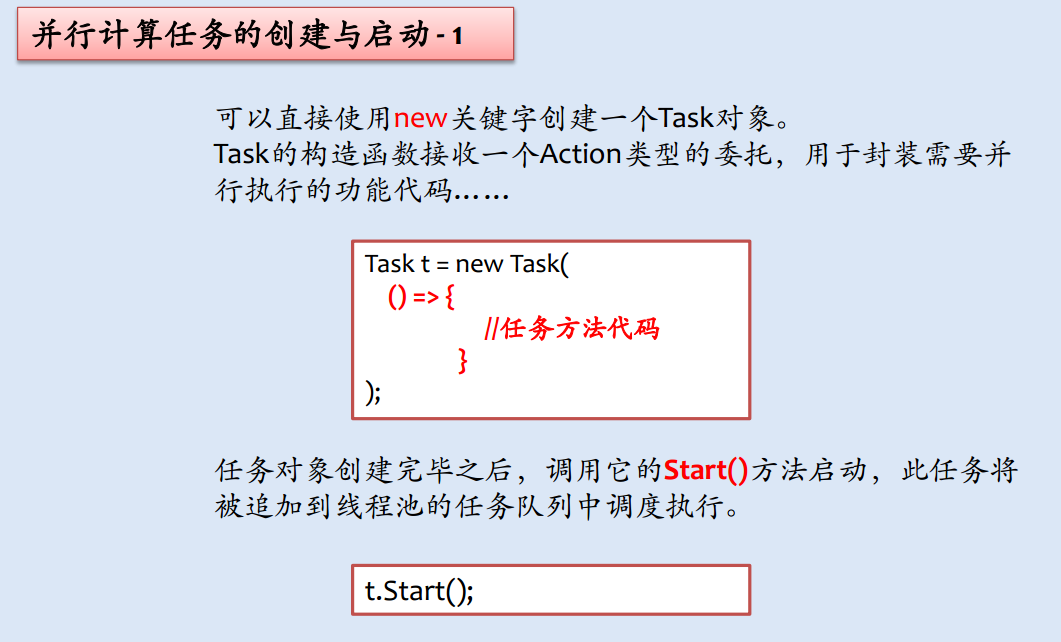 并行计算任务的创建与启动-1
可以直接使用new关键字创建一个Task对象。
Task的构造函数接收一个Action类型的委托，用于封装需要并
行执行的功能代码……
Task t = new Task(
() => {
//任务方法代码
}
);
任务对象创建完毕之后，调用它的Start()方法启动，此任务将
被追加到线程池的任务队列中调度执行。
t.Start();